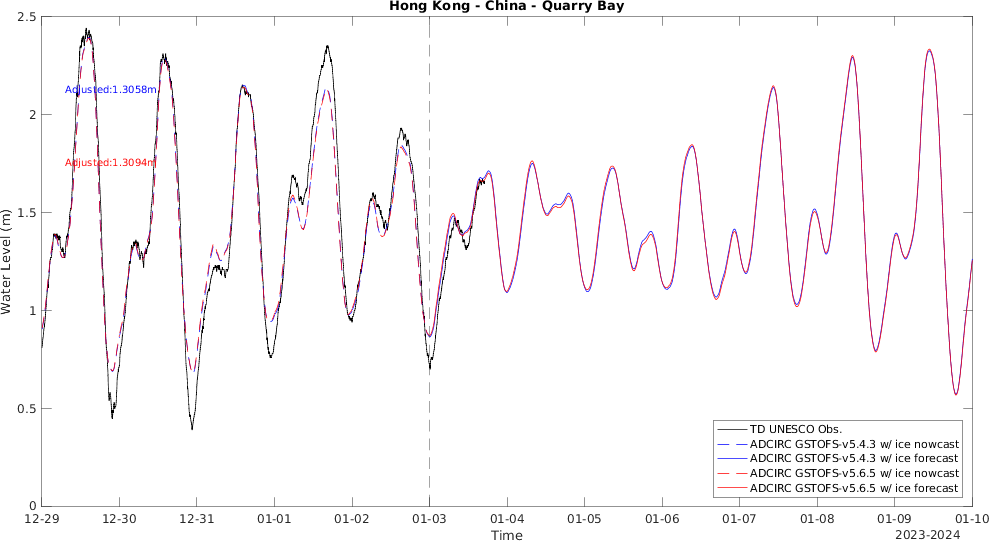 Hong Kong - China - Quarry Bay
2.5
2
1.5
1
0.5
0
Water Level (m)
Adjusted:1.3058m
Adjusted:1.3094m
TD UNESCO Obs.
ADCIRC GSTOFS-v5.4.3 w/ ice nowcast
ADCIRC GSTOFS-v5.4.3 w/ ice forecast
ADCIRC GSTOFS-v5.6.5 w/ ice nowcast
ADCIRC GSTOFS-v5.6.5 w/ ice forecast
12-29 12-30 12-31 01-01 01-02 01-03 01-04 01-05 01-06 01-07 01-08 01-09 01-10
Time
2023-2024